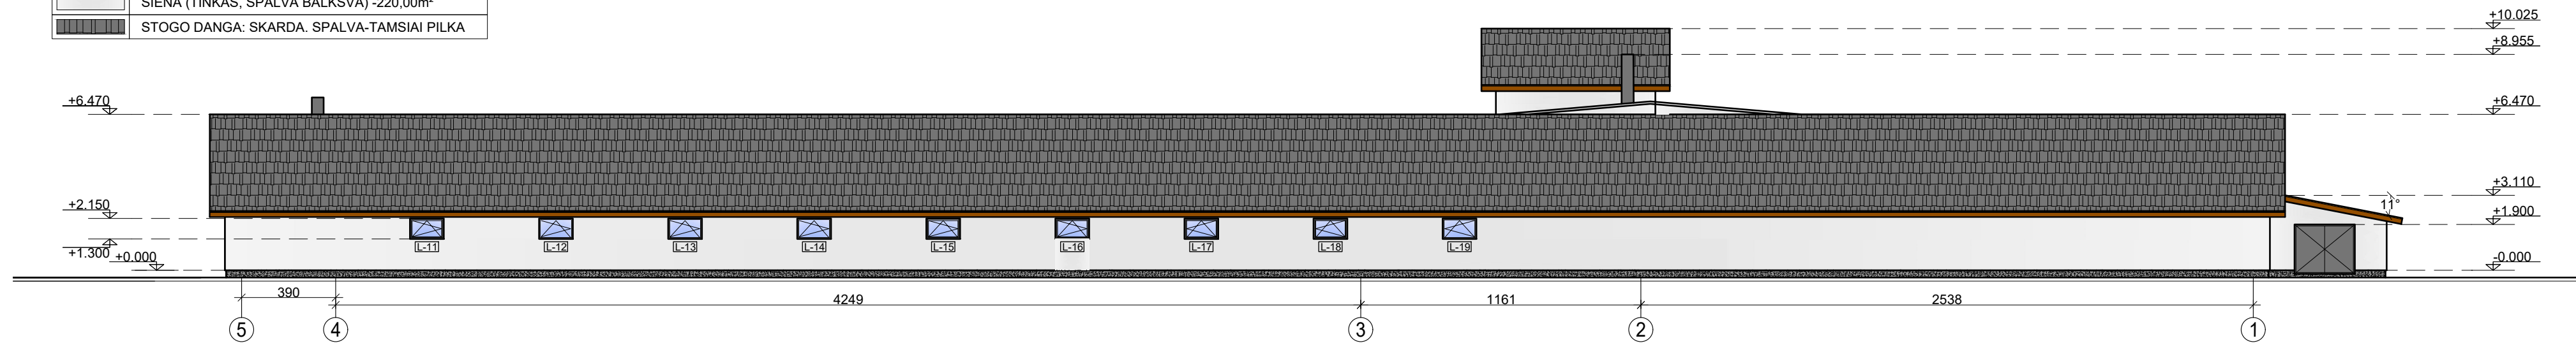 SIENA (TINKAS, SPALVA BALKSVA) -220,00m²
STOGO DANGA: SKARDA. SPALVA-TAMSIAI PILKA
+10.025
+8.955
+6.470
+6.470
+3.110
11°
+2.150
+1.900
+1.300
+0.000
-0.000
L-11
L-12
L-13
L-14
L-15
L-16
L-17
L-18
L-19
390
4249
1161
2538
5
4
3
2
1